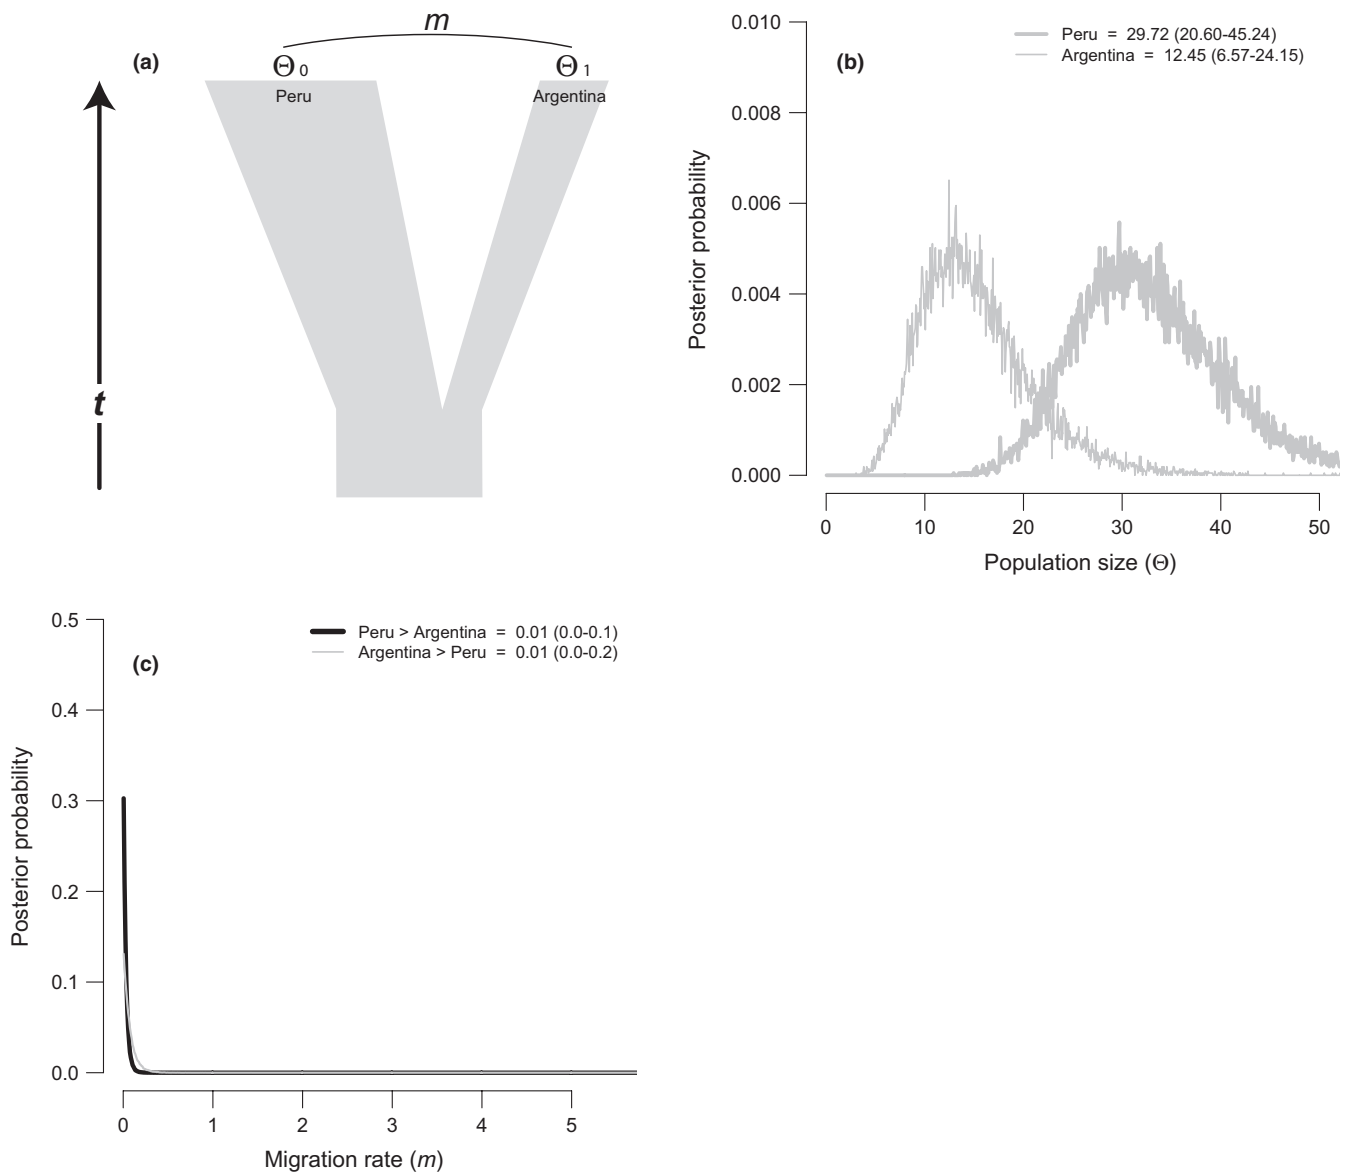 m
(a)
Θ0
Θ1
Peru
Argentina
t
(b)
Peru = 29.72 (20.60-45.24)
Argentina = 12.45 (6.57-24.15)
0.010
0.008
0.006
0.004
0.002
0.000
Posterior probability
0 10 20 30 40 50
Population size (Θ)
(c)
Peru > Argentina = 0.01 (0.0-0.1)
Argentina > Peru = 0.01 (0.0-0.2)
0.5
0.4
0.3
0.2
0.1
0.0
Posterior probability
0 1 2 3 4 5
Migration rate (m)